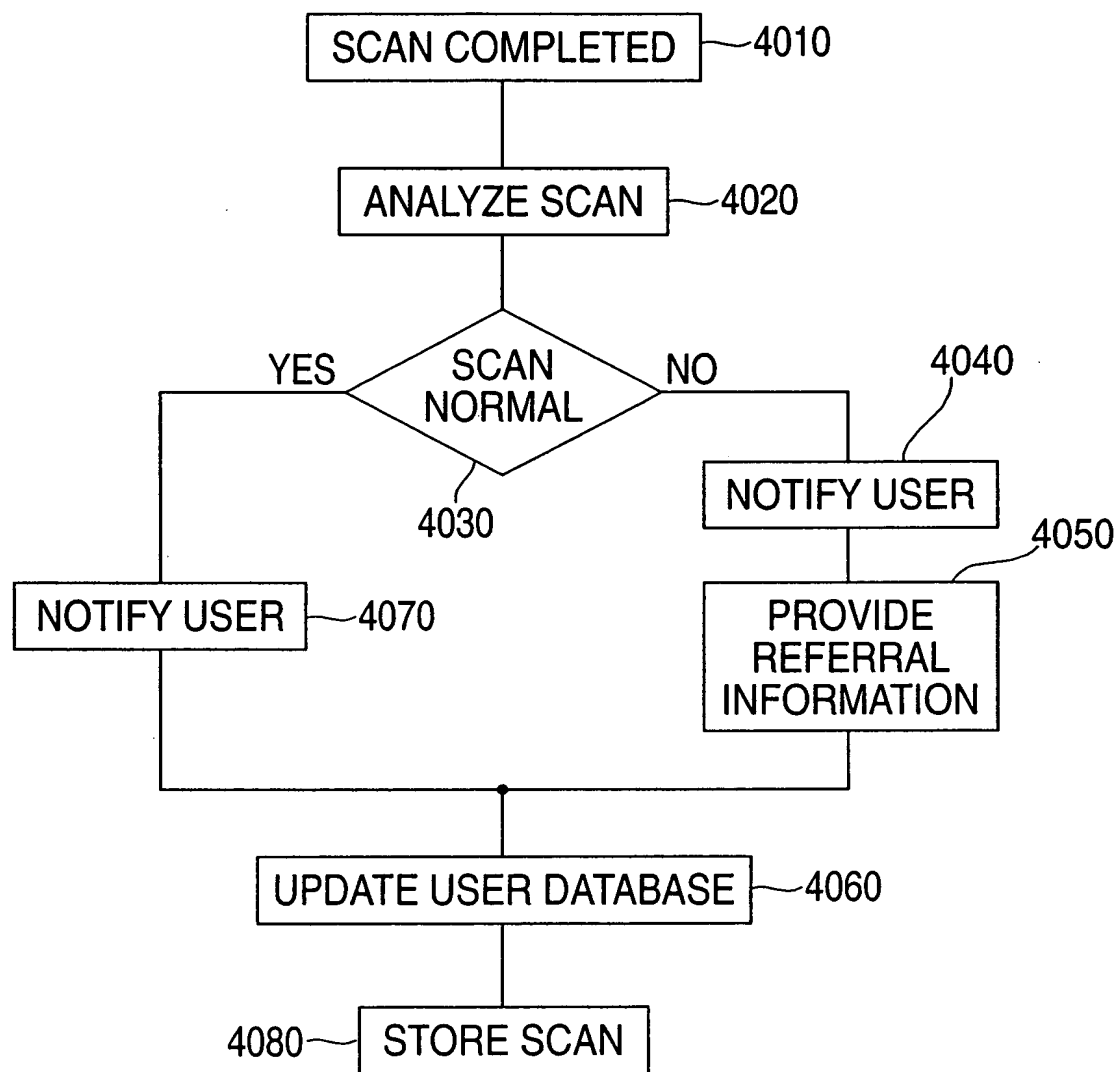 SCAN COMPLETED
4010
ANALYZE SCAN
4020
YES
SCAN
NORMAL
NO
4030
4040
NOTIFY USER
4050
PROVIDE
REFERRAL
INFORMATION
NOTIFY USER
4070
UPDATE USER DATABASE
4060
4080
STORE SCAN